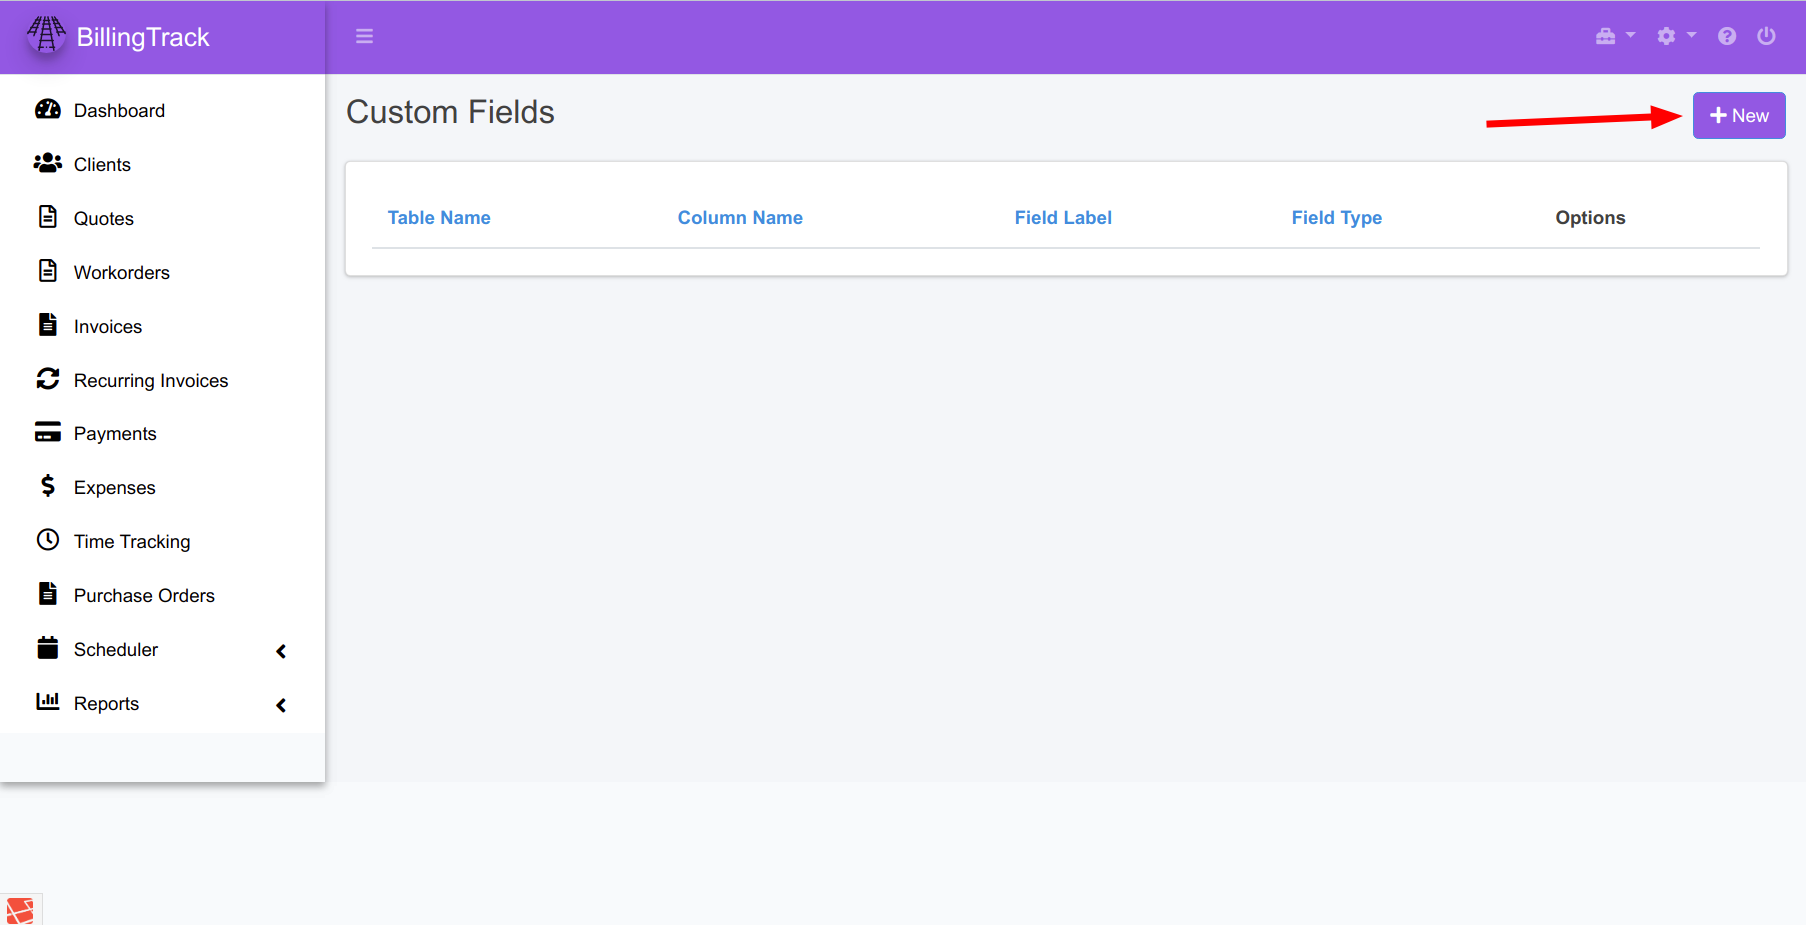 BillingTrack
Dashboard
Clients
Quotes
Workorders
Invoices
Recurring Invoices
Payments
Expenses
Time Tracking
Purchase Orders
Scheduler
Reports
Custom Fields
New
Table Name Column Name Field Label Field Type Options